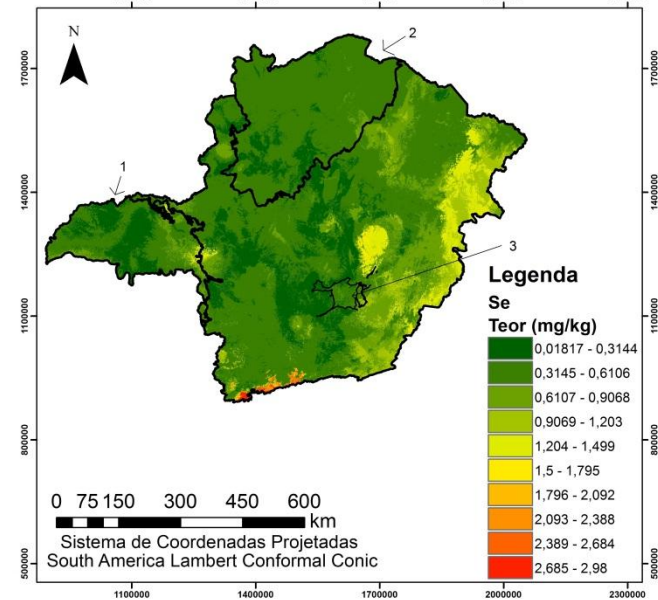 N
2
1
3
1700000
1400000
1100000
800000
500000
1700000
1400000
1100000
800000
500000
Legenda
Se
Teor (mg/kg)
0,01817 - 0,3144
0,3145 - 0,6106
0,6107 - 0,9068
0,9069 - 1,203
1,204 - 1,499
1,5 - 1,795
1,796 - 2,092
2,093 - 2,388
2,389 - 2,684
2,685 - 2,98
0 75 150 300 450 600
km
Sistema de Coordenadas Projetadas
South America Lambert Conformal Conic
1100000 1400000 1700000 2000000 2300000